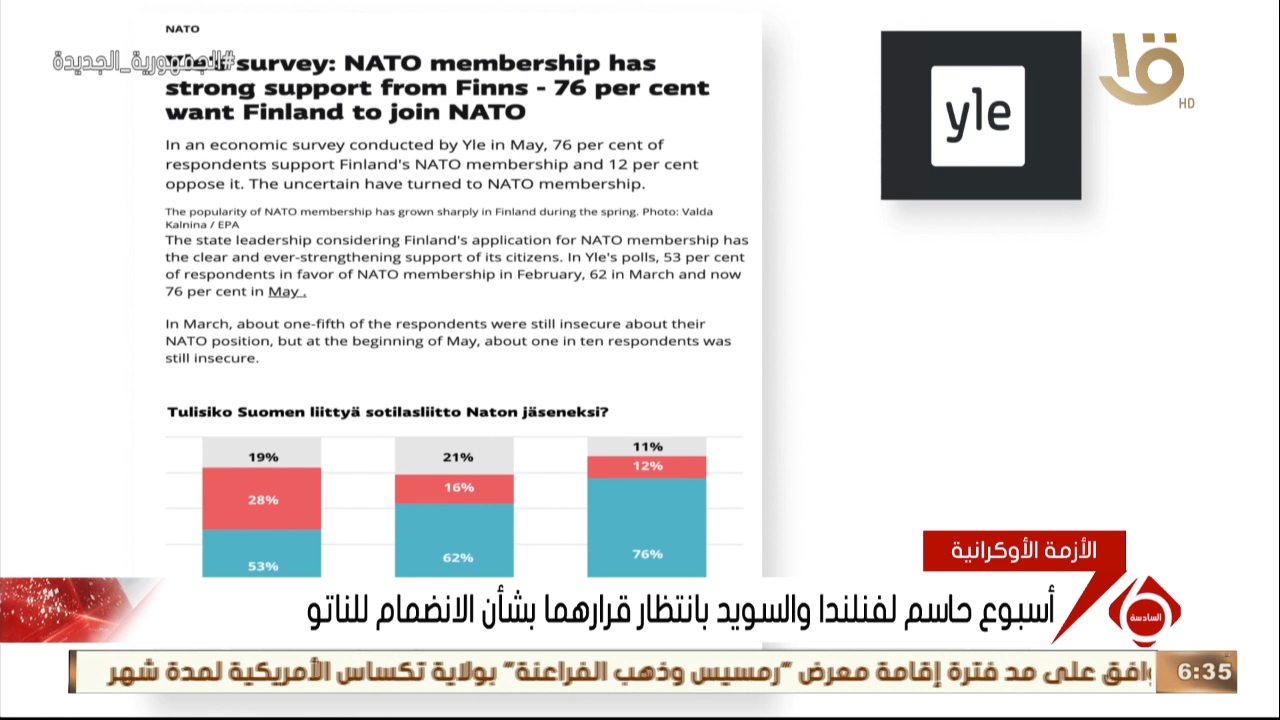 NATO
#الجمهورية_الجديدة
survey: NATO membership has
strong support from Finns - 76 per cent
want Finland to join NATO
In an economic survey conducted by Yle in May, 76 per cent of
respondents support Finland's NATO membership and 12 per cent
oppose it. The uncertain have turned to NATO membership.
The popularity of NATO membership has grown sharply in Finland during the spring. Photo: Valda
Kalnina / EPA
The state leadership considering Finland's application for NATO membership has
the clear and ever-strengthening support of its citizens. In Yle's polls, 53 per cent
of respondents in favor of NATO membership in February, 62 in March and now
76 per cent in May .
In March, about one-fifth of the respondents were still insecure about their
NATO position, but at the beginning of May, about one in ten respondents was
still insecure.
Tulisiko Suomen liittyä sotilasliitto Naton jäseneksi?
19% 21% 11%
28% 16% 12%
53% 62% 76%
yle
HD
الأزمة الأوكرانية
أسبوع حاسم لفنلندا والسويد بانتظار قرارهما بشأن الانضمام للناتو
السادسة
على مد فترة إقامة معرض "رمسيس وذهب الفراعنة" بولاية تكساس الأمريكية لمدة شهر
6:35